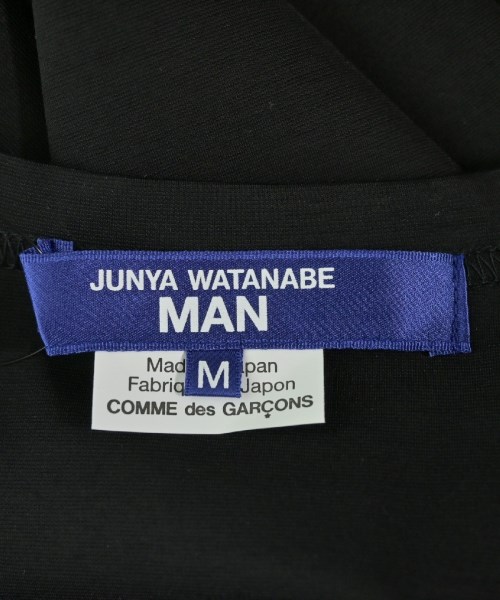 JUNYA WATANABE
MAN
M
Mad apan
Fabriq Japon
COMME des GARÇONS